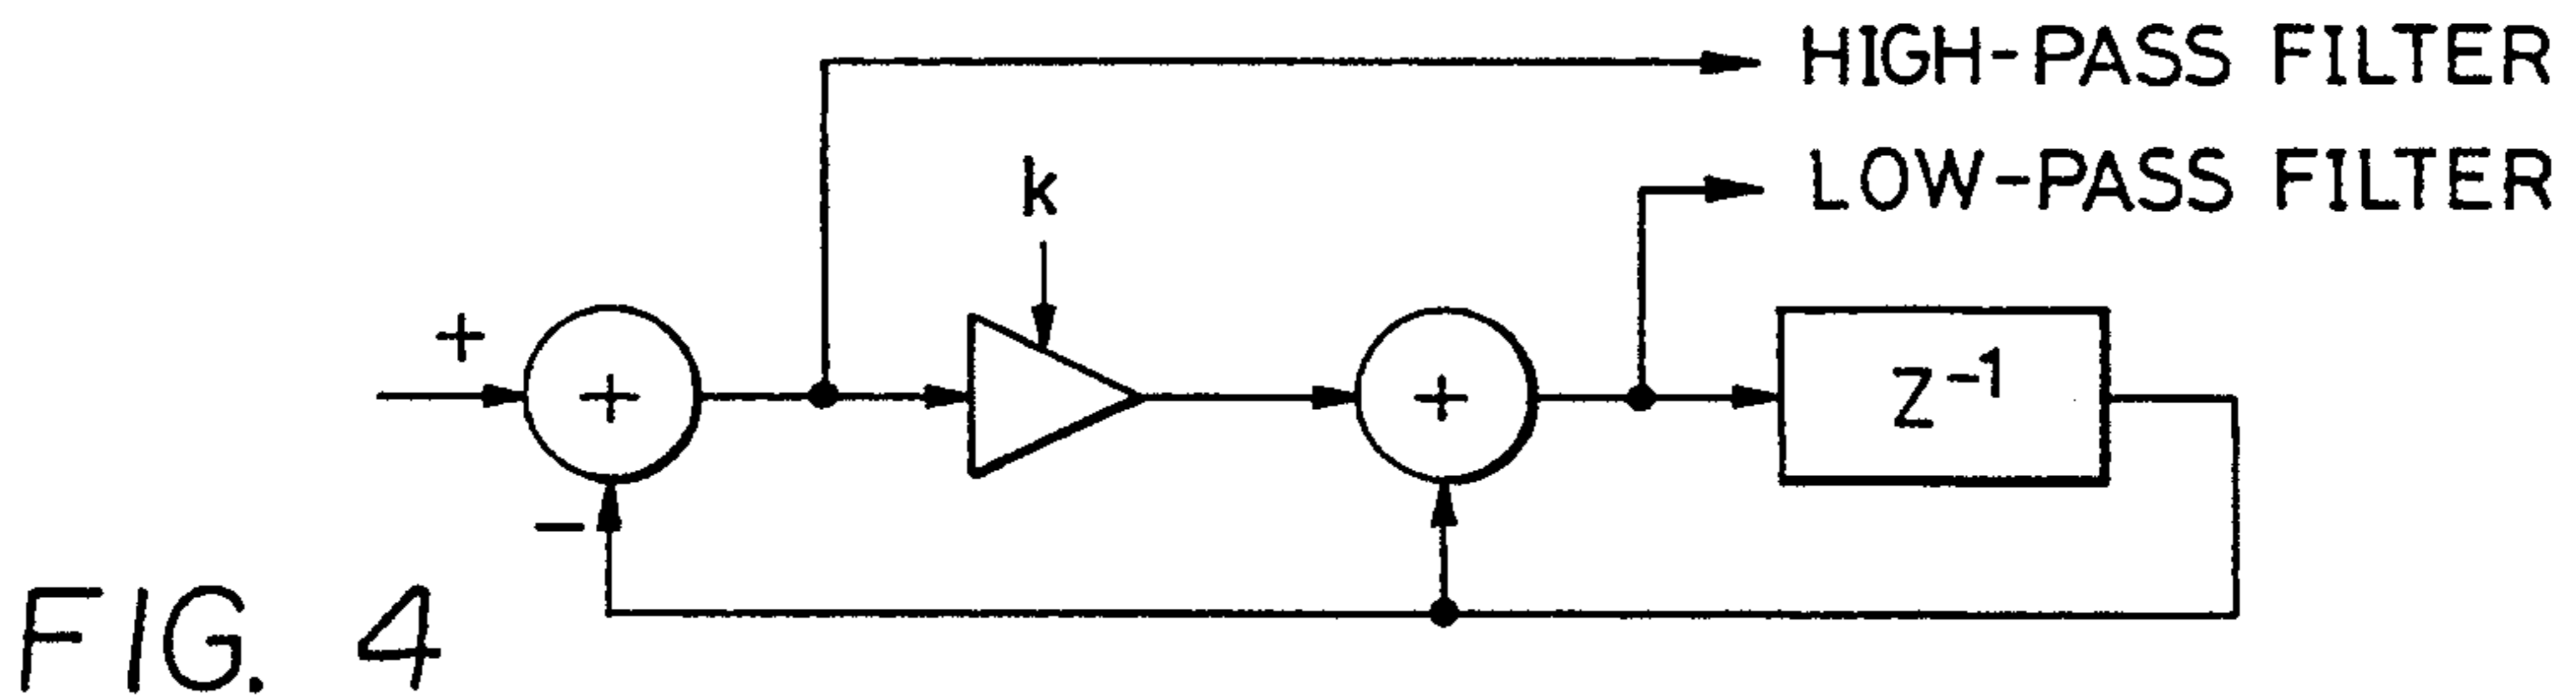 HIGH-PASS FILTER
LOW-PASS FILTER
k
+
+
+
Z⁻¹
−
FIG. 4